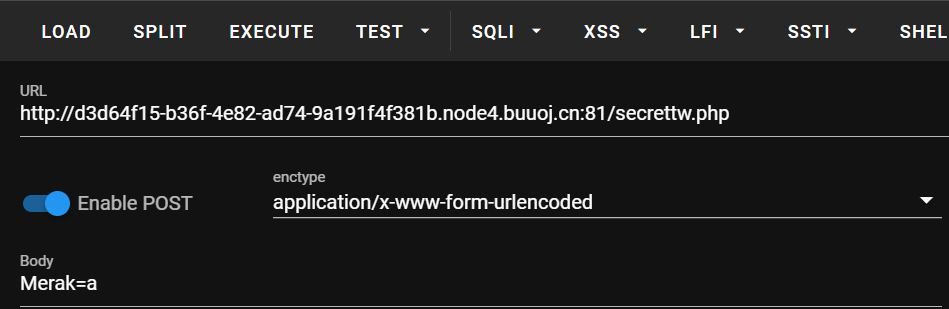 LOAD SPLIT EXECUTE TEST SQLI XSS LFI SSTI SHEL
URL
http://d3d64f15-b36f-4e82-ad74-9a191f4f381b.node4.buuoj.cn:81/secrettw.php
enctype
Enable POST application/x-www-form-urlencoded
Body
Merak=a